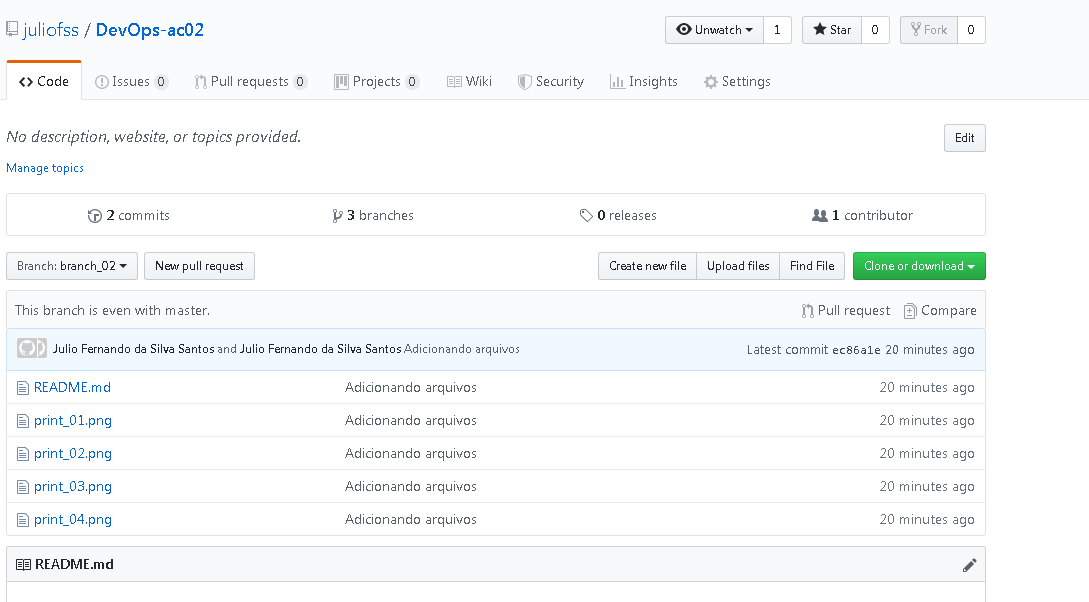 juliofss / DevOps-ac02 Unwatch 1 Star 0 Fork 0
Code Issues 0 Pull requests 0 Projects 0 Wiki Security Insights Settings
No description, website, or topics provided. Edit
Manage topics
2 commits 3 branches 0 releases 1 contributor
Branch: branch_02 New pull request Create new file Upload files Find File Clone or download
This branch is even with master. Pull request Compare
Julio Fernando da Silva Santos and Julio Fernando da Silva Santos Adicionando arquivos Latest commit ec86a1e 20 minutes ago
README.md Adicionando arquivos 20 minutes ago
print_01.png Adicionando arquivos 20 minutes ago
print_02.png Adicionando arquivos 20 minutes ago
print_03.png Adicionando arquivos 20 minutes ago
print_04.png Adicionando arquivos 20 minutes ago
README.md